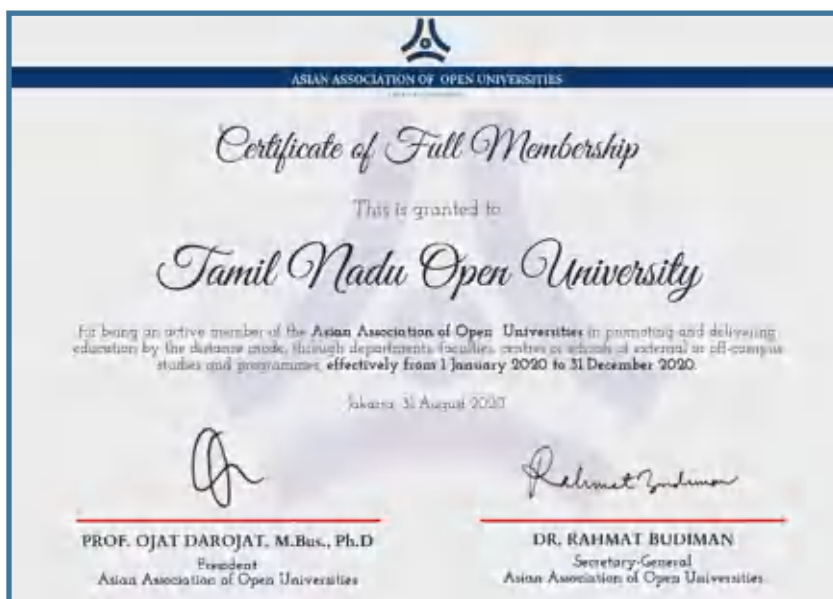 ASIAN ASSOCIATION OF OPEN UNIVERSITIES
Certificate of Full Membership
This is granted to
Tamil Nadu Open University
for being an active member of the Asian Association of Open Universities in promoting and delivering
education by the distance mode, through departments, faculties, centres or schools of external or off-campus
studies and programmes, effectively from 1 January 2020 to 31 December 2020.
Jakarta, 31 August 2020
Rahmat Budiman
PROF. OJAT DAROJAT, M.Bus., Ph.D
DR. RAHMAT BUDIMAN
President
Secretary-General
Asian Association of Open Universities
Asian Association of Open Universities